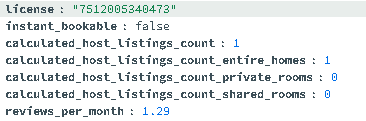 license : "7512005340473"
instant_bookable : false
calculated_host_listings_count : 1
calculated_host_listings_count_entire_homes : 1
calculated_host_listings_count_private_rooms : 0
calculated_host_listings_count_shared_rooms : 0
reviews_per_month : 1.29